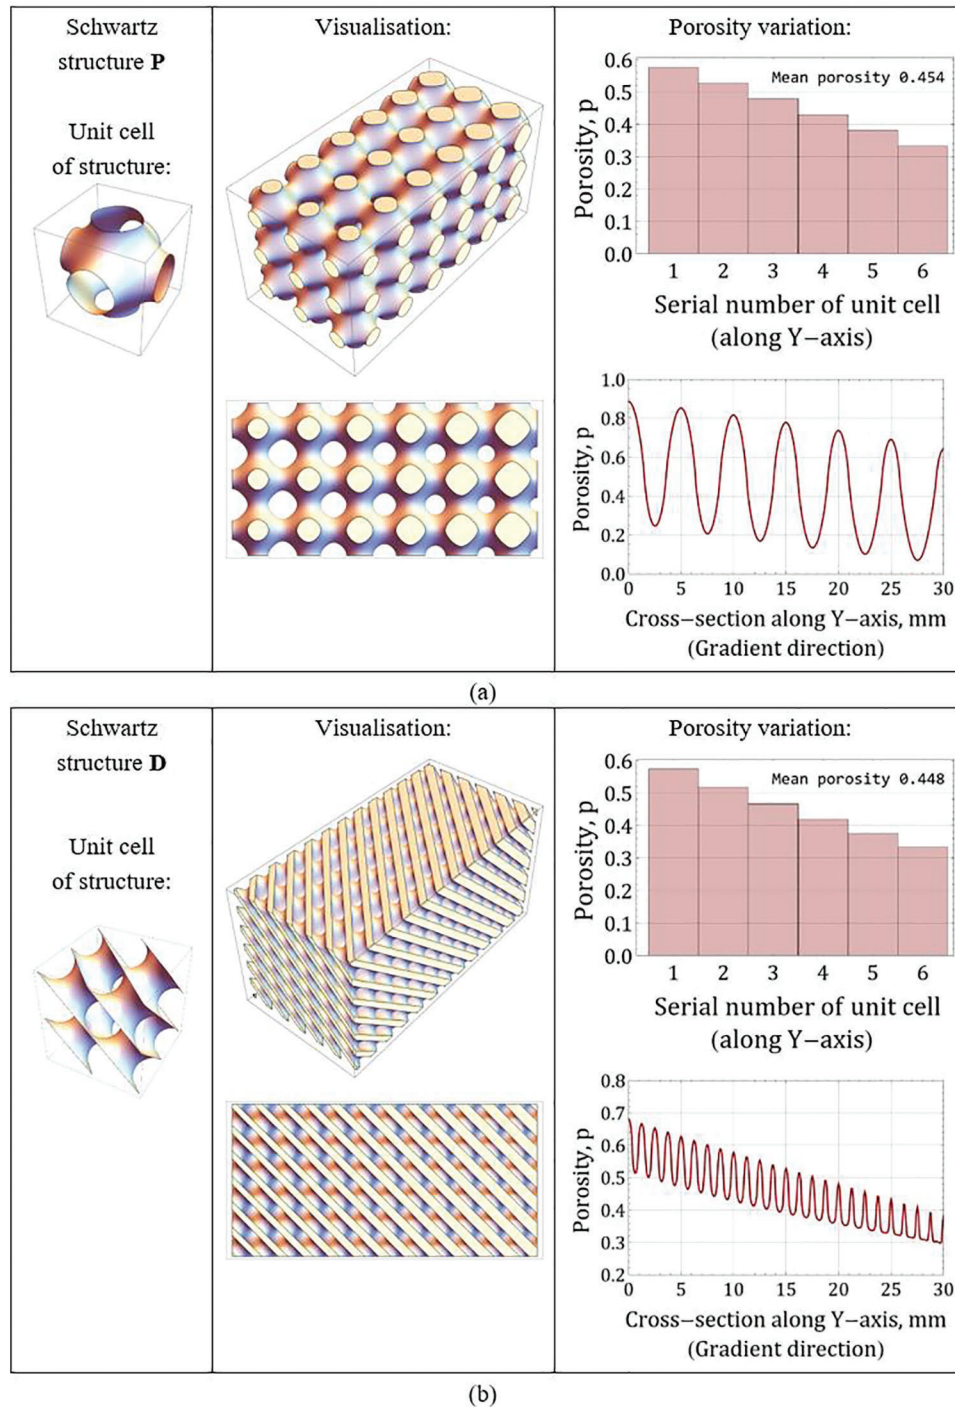 Schwartz
structure P
Unit cell
of structure:
Visualisation:
Porosity variation:
0.6
0.5
0.4
0.3
0.2
0.1
0.0
Porosity, p
Mean porosity 0.454
1 2 3 4 5 6
Serial number of unit cell
(along Y−axis)
1.0
0.8
0.6
0.4
0.2
0.0
Porosity, p
0 5 10 15 20 25 30
Cross−section along Y−axis, mm
(Gradient direction)
(a)
Schwartz
structure D
Unit cell
of structure:
Visualisation:
Porosity variation:
0.6
0.5
0.4
0.3
0.2
0.1
0.0
Porosity, p
Mean porosity 0.448
1 2 3 4 5 6
Serial number of unit cell
(along Y−axis)
0.8
0.7
0.6
0.5
0.4
0.3
0.2
Porosity, p
0 5 10 15 20 25 30
Cross−section along Y−axis, mm
(Gradient direction)
(b)